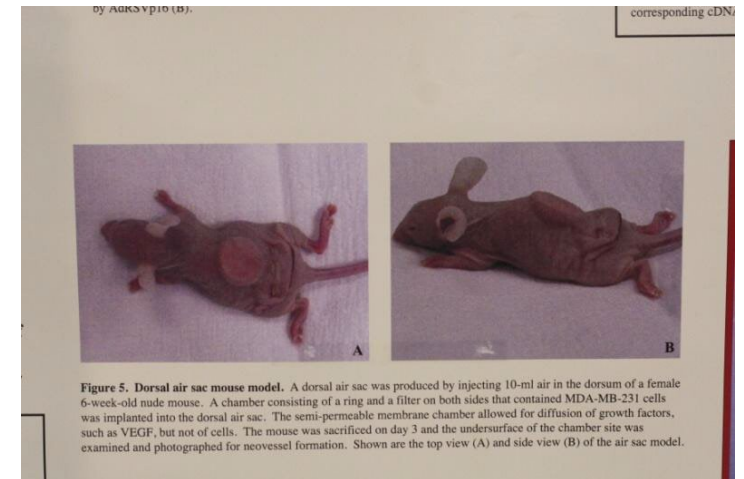 by AdRSVp16 (B).
corresponding cDNA
A
B
Figure 5. Dorsal air sac mouse model. A dorsal air sac was produced by injecting 10-ml air in the dorsum of a female
6-week-old nude mouse. A chamber consisting of a ring and a filter on both sides that contained MDA-MB-231 cells
was implanted into the dorsal air sac. The semi-permeable membrane chamber allowed for diffusion of growth factors,
such as VEGF, but not of cells. The mouse was sacrificed on day 3 and the undersurface of the chamber site was
examined and photographed for neovessel formation. Shown are the top view (A) and side view (B) of the air sac model.